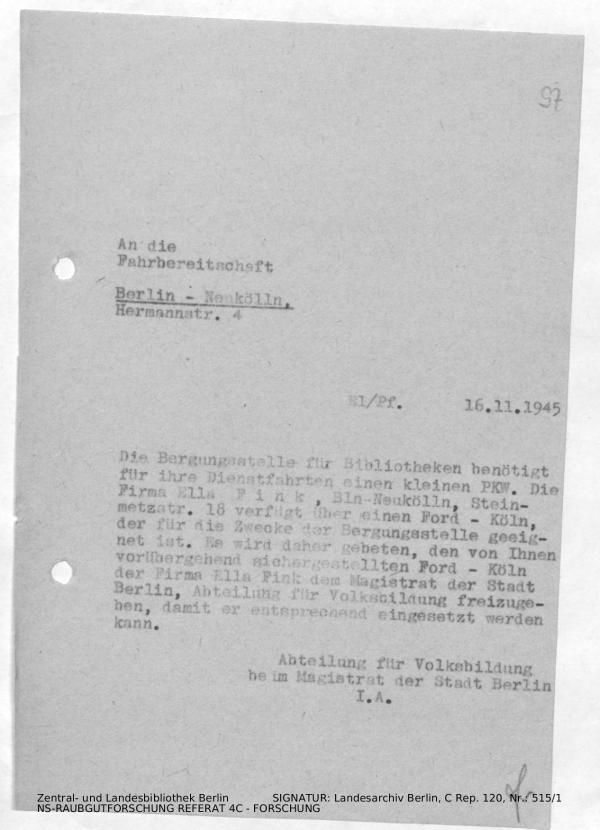 97
An die
Fahrbereitschaft
Berlin - Neukölln,
Hermannstr. 4
El/Pf. 16.11.1945
Die Bergungsstelle für Bibliotheken benötigt
für ihre Dienstfahrten einen kleinen PKW. Die
Firma Ella F i n k , Bln-Neukölln, Stein-
metzstr. 18 verfügt über einen Ford - Köln,
der für die Zwecke der Bergungsstelle geeig-
net ist. Es wird daher gebeten, den von Ihnen
vorübergehend sichergestellten Ford - Köln
der Firma Ella Fink dem Magistrat der Stadt
Berlin, Abteilung für Volksbildung freizuge-
ben, damit er entsprechend eingesetzt werden
kann.
Abteilung für Volksbildung
beim Magistrat der Stadt Berlin
I.A.
Zentral- und Landesbibliothek Berlin SIGNATUR: Landesarchiv Berlin, C Rep. 120, Nr.: 515/1
NS-RAUBGUTFORSCHUNG REFERAT 4C - FORSCHUNG